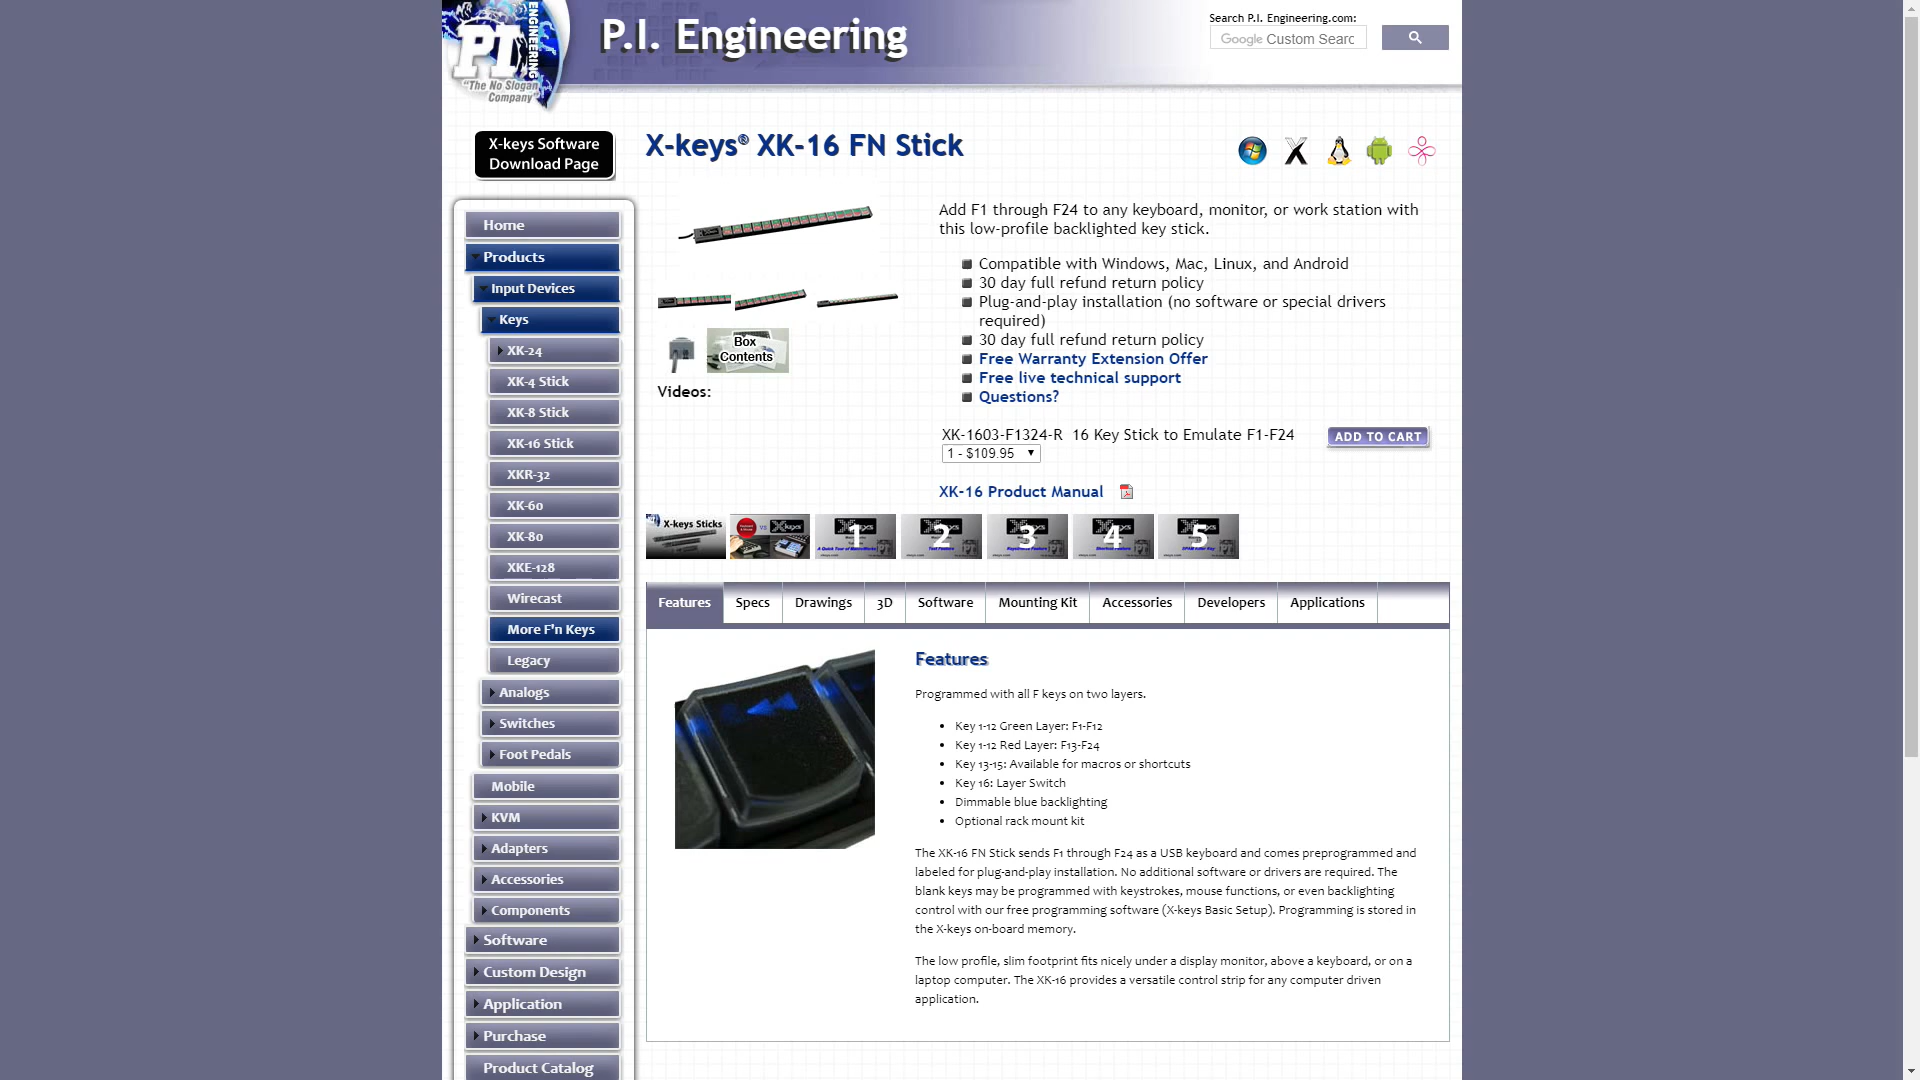 P.I. Engineering
ENGINEERING
PI
"The No Slogan
Company"
Search P.I. Engineering.com:
Google Custom Searc
X-keys Software
Download Page
X-keys® XK-16 FN Stick
Home
Products
Input Devices
Keys
XK-24
XK-4 Stick
XK-8 Stick
XK-16 Stick
XKR-32
XK-60
XK-80
XKE-128
Wirecast
More F'n Keys
Legacy
Analogs
Switches
Foot Pedals
Mobile
KVM
Adapters
Accessories
Components
Software
Custom Design
Application
Purchase
Product Catalog
Box
Contents
Videos:
Add F1 through F24 to any keyboard, monitor, or work station with
this low-profile backlighted key stick.
Compatible with Windows, Mac, Linux, and Android
30 day full refund return policy
Plug-and-play installation (no software or special drivers
required)
30 day full refund return policy
Free Warranty Extension Offer
Free live technical support
Questions?
XK-1603-F1324-R 16 Key Stick to Emulate F1-F24
1 - $109.95
ADD TO CART
XK-16 Product Manual
X-keys Sticks
VS
1
A Quick Tour of MacroWorks
2
Text Feature
3
4
Shortcut Feature
5
Features
Specs
Drawings
3D
Software
Mounting Kit
Accessories
Developers
Applications
Features
Programmed with all F keys on two layers.
• Key 1-12 Green Layer: F1-F12
• Key 1-12 Red Layer: F13-F24
• Key 13-15: Available for macros or shortcuts
• Key 16: Layer Switch
• Dimmable blue backlighting
• Optional rack mount kit
The XK-16 FN Stick sends F1 through F24 as a USB keyboard and comes preprogrammed and
labeled for plug-and-play installation. No additional software or drivers are required. The
blank keys may be programmed with keystrokes, mouse functions, or even backlighting
control with our free programming software (X-keys Basic Setup). Programming is stored in
the X-keys on-board memory.
The low profile, slim footprint fits nicely under a display monitor, above a keyboard, or on a
laptop computer. The XK-16 provides a versatile control strip for any computer driven
application.